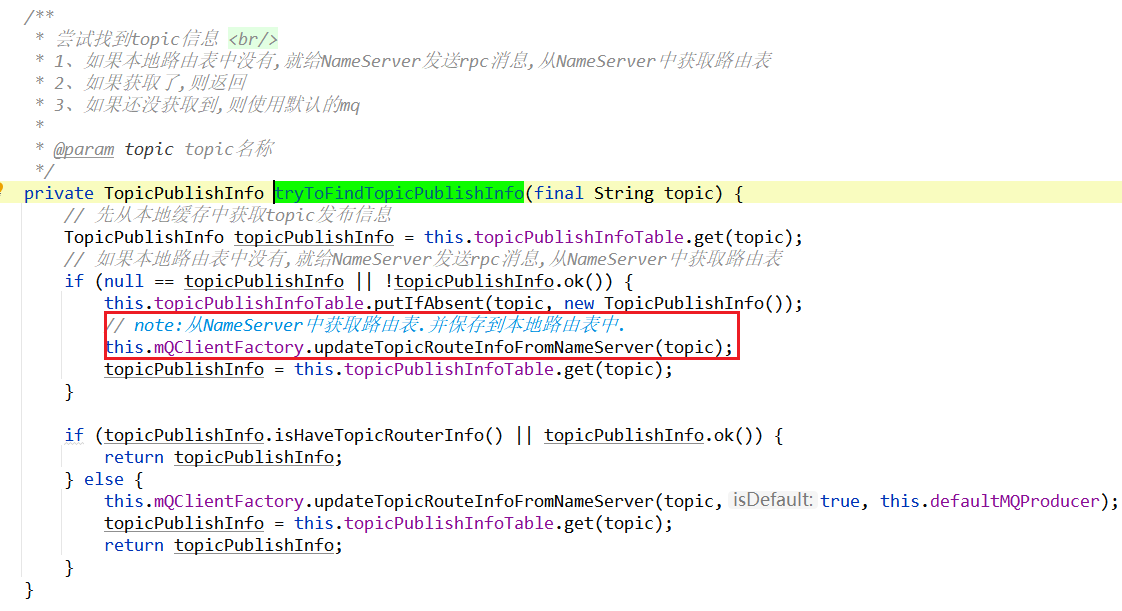 /**
 * 尝试找到topic信息 <br/>
 * 1、如果本地路由表中没有,就给NameServer发送rpc消息,从NameServer中获取路由表
 * 2、如果获取了,则返回
 * 3、如果还没获取到,则使用默认的mq
 *
 * @param topic topic名称
 */
private TopicPublishInfo tryToFindTopicPublishInfo(final String topic) {
    // 先从本地缓存中获取topic发布信息
    TopicPublishInfo topicPublishInfo = this.topicPublishInfoTable.get(topic);
    // 如果本地路由表中没有,就给NameServer发送rpc消息,从NameServer中获取路由表
    if (null == topicPublishInfo || !topicPublishInfo.ok()) {
        this.topicPublishInfoTable.putIfAbsent(topic, new TopicPublishInfo());
        // note:从NameServer中获取路由表.并保存到本地路由表中.
        this.mQClientFactory.updateTopicRouteInfoFromNameServer(topic);
        topicPublishInfo = this.topicPublishInfoTable.get(topic);
    }

    if (topicPublishInfo.isHaveTopicRouterInfo() || topicPublishInfo.ok()) {
        return topicPublishInfo;
    } else {
        this.mQClientFactory.updateTopicRouteInfoFromNameServer(topic, isDefault: true, this.defaultMQProducer);
        topicPublishInfo = this.topicPublishInfoTable.get(topic);
        return topicPublishInfo;
    }
}